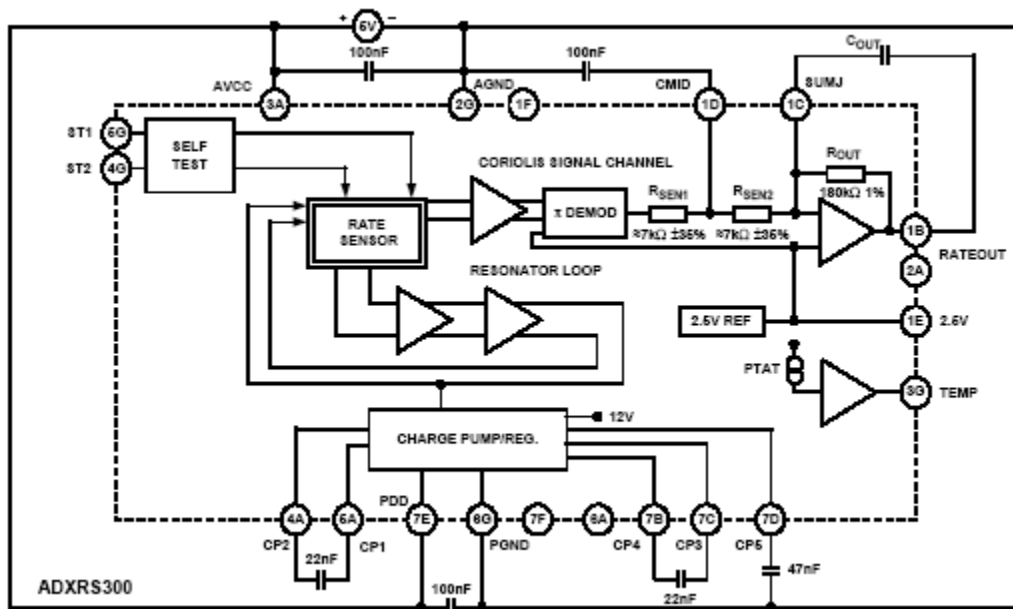 + 5V −
100nF
100nF
COUT
AVCC
AGND
CMID
SUMJ
3A
2G
1F
1D
1C
ST1
5G
ST2
4G
SELF
TEST
CORIOLIS SIGNAL CHANNEL
ROUT
180kΩ 1%
RSEN1
RSEN2
π DEMOD
≈7kΩ ±35%
≈7kΩ ±35%
RATE
SENSOR
1B
RATEOUT
2A
RESONATOR LOOP
2.5V REF
1E
2.5V
PTAT
3G
TEMP
12V
CHARGE PUMP/REG.
PDD
4A
5A
7E
6G
7F
6A
7B
7C
7D
CP2
CP1
PGND
CP4
CP3
CP5
22nF
47nF
ADXRS300
100nF
22nF